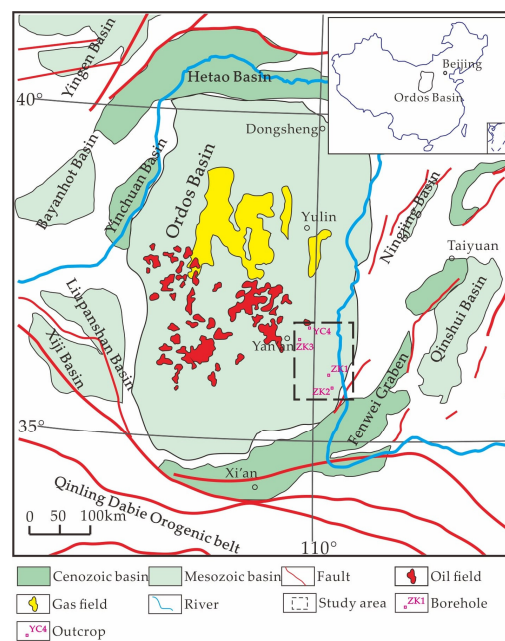 Yingen Basin
Hetao Basin
Beijing
Ordos Basin
40°
Dongsheng
Bayanhot Basin
Yinchuan Basin
Ordos Basin
Yulin
Ningjing Basin
Taiyuan
Liupanshan Basin
Xiji Basin
Yan'an
YC4
ZK3
ZK1
ZK2
Qinshui Basin
Fenwei Graben
35°
Xi'an
Qinling Dabie Orogenic belt
0 50 100km
110°
Cenozoic basin
Mesozoic basin
Fault
Oil field
Gas field
River
Study area
ZK1 Borehole
YC4 Outcrop